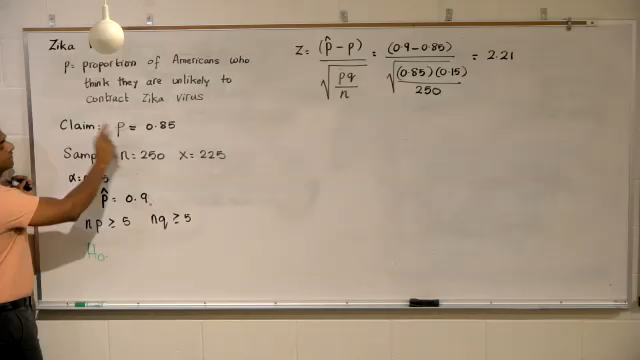 Zika
p = proportion of Americans who
think they are unlikely to
contract Zika virus
Claim: p = 0.85
n = 250 x = 225
p̂ = 0.9
np ≥ 5 nq ≥ 5
H₀
Z = (p̂ - p) / √(pq/n) = (0.9 - 0.85) / √((0.85)(0.15)/250) = 2.21